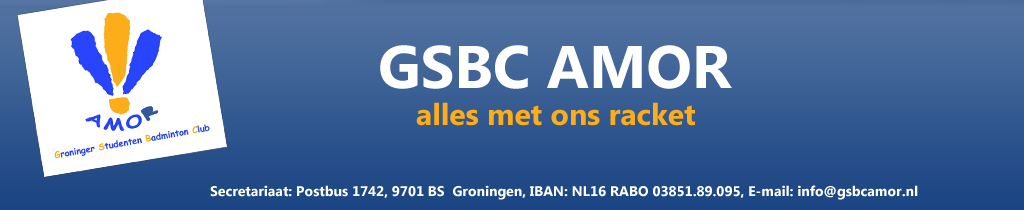 AMOR
Groninger Studenten Badminton Club
GSBC AMOR
alles met ons racket
Secretariaat: Postbus 1742, 9701 BS  Groningen, IBAN: NL16 RABO 03851.89.095, E-mail: info@gsbcamor.nl